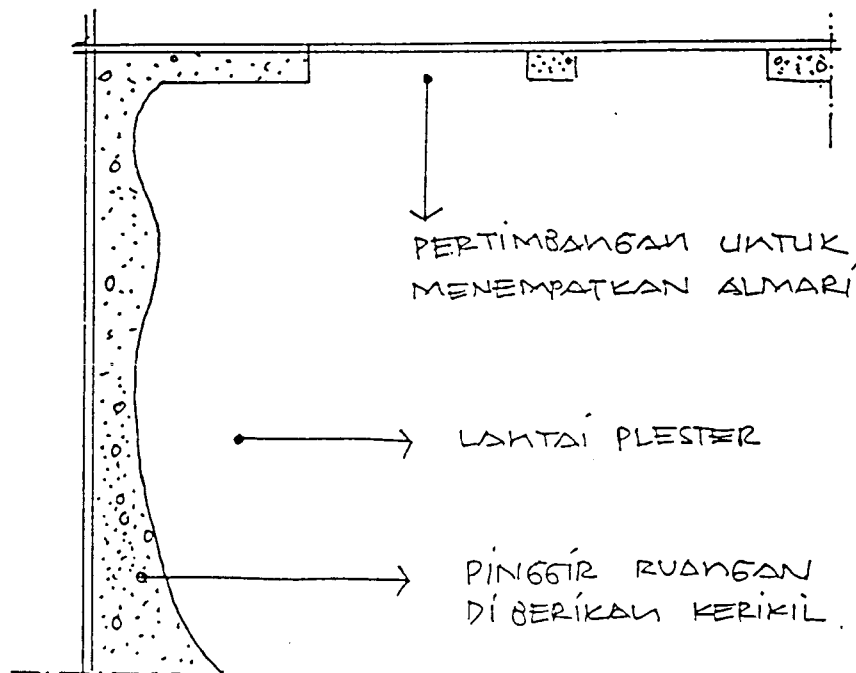 PERTIMBANGAN UNTUK
MENEMPATKAN ALMARI
LANTAI PLESTER
PINGGIR RUANGAN
DI BERIKAN KERIKIL